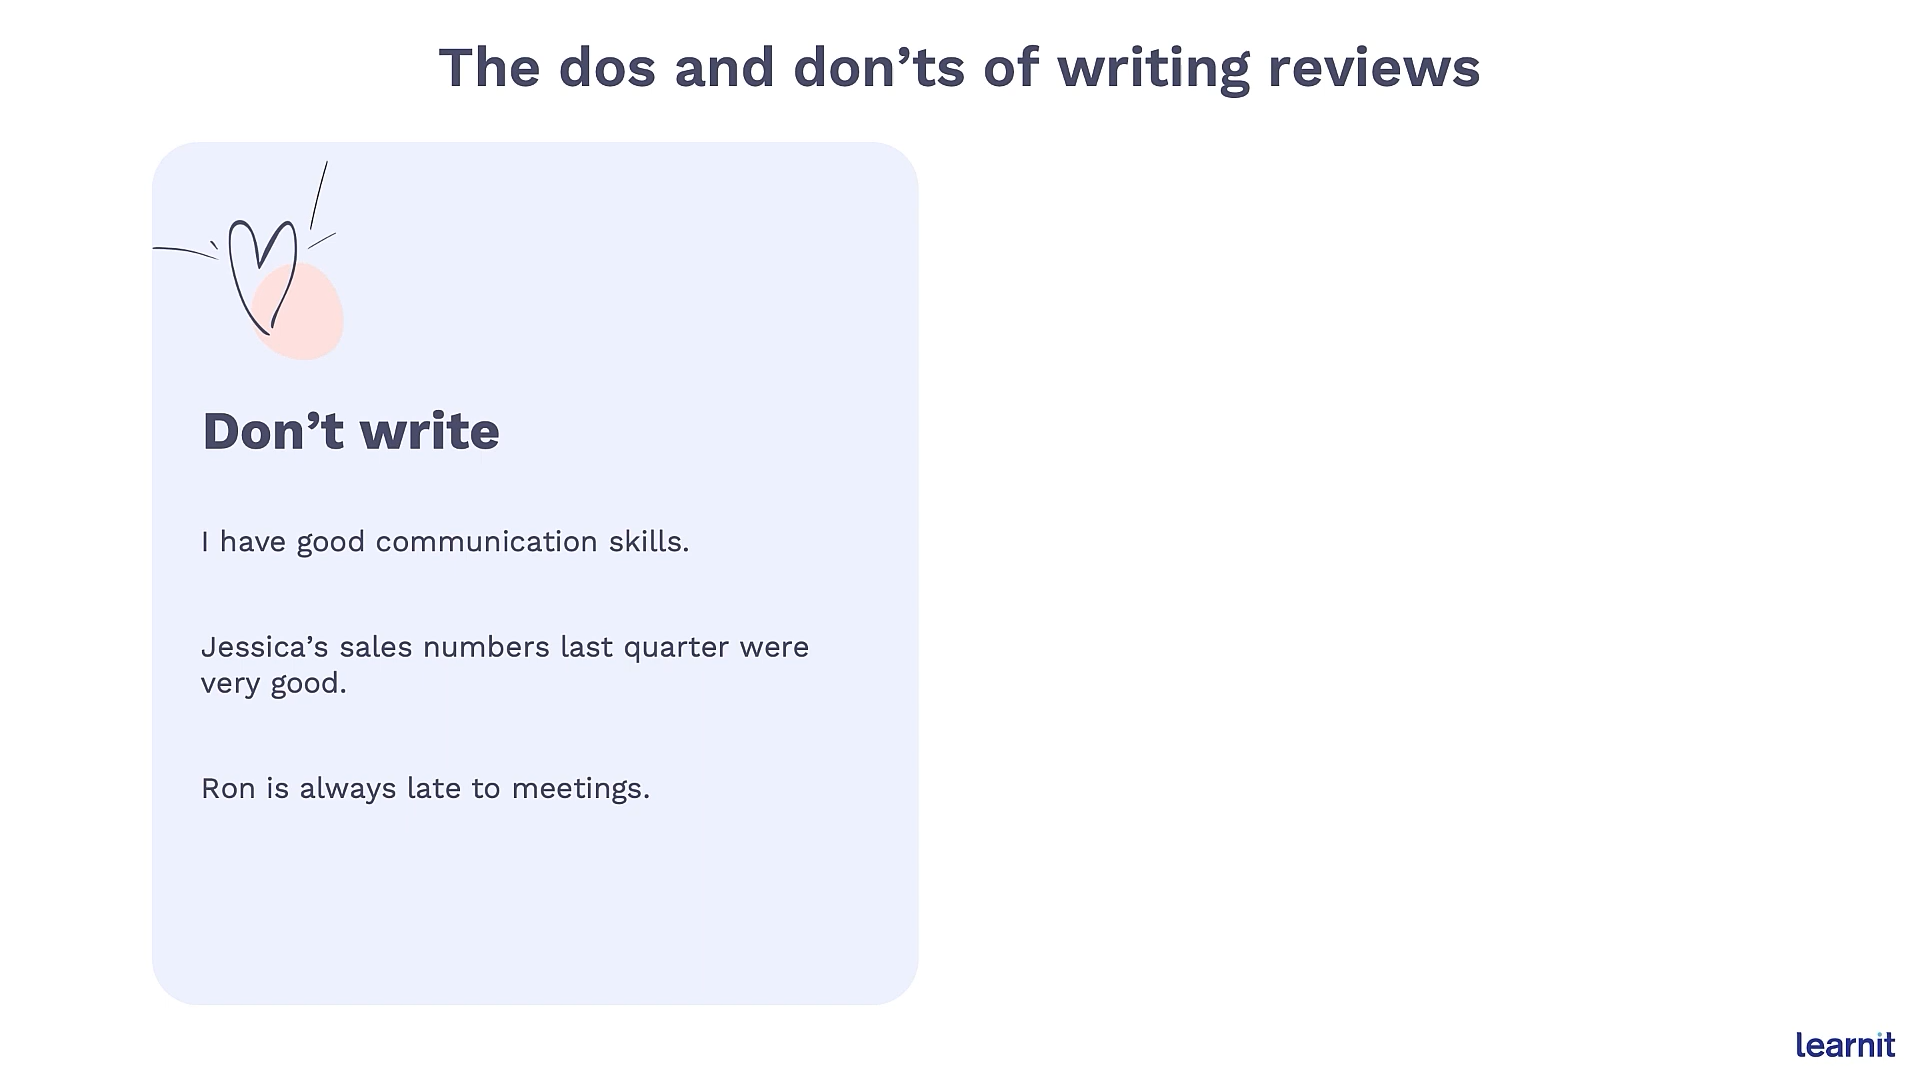 The dos and don’ts of writing reviews
Don’t write
I have good communication skills.
Jessica’s sales numbers last quarter were
very good.
Ron is always late to meetings.
learnit